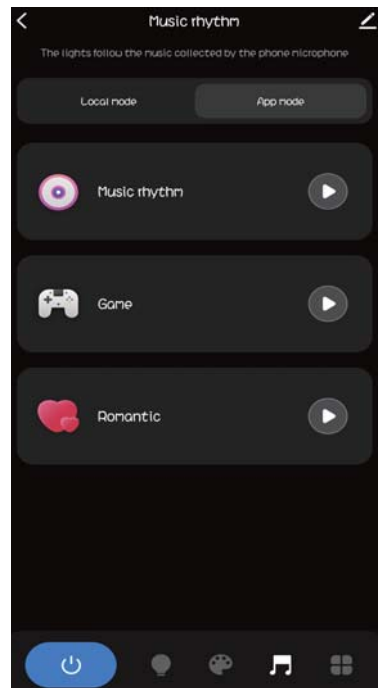 Music rhythm
The lights follow the music collected by the phone microphone
Local mode
App mode
Music rhythm
Game
Romantic